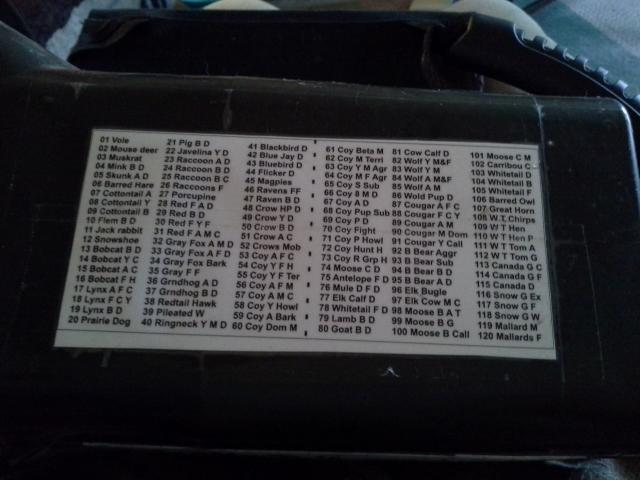 01 Vole
02 Mouse deer
03 Muskrat
04 Mink B D
05 Skunk A D
06 Barred Hare
07 Cottontail A
08 Cottontail Y
09 Cottontail B
10 Flem B D
11 Jack rabbit
12 Snowshoe
13 Bobcat B D
14 Bobcat Y C
15 Bobcat A C
16 Bobcat F H
17 Lynx A F C
18 Lynx F C Y
19 Lynx B D
20 Prairie Dog
21 Pig B D
22 Javelina Y D
23 Raccoon A D
24 Raccoon B D
25 Raccoon B C
26 Raccoons F
27 Porcupine
28 Red F A D
29 Red B D
30 Red F Y F
31 Red F A M C
32 Gray Fox A M D
33 Gray Fox A F D
34 Gray Fox Bark
35 Gray F F
36 Grndhog A D
37 Grdhog B D
38 Redtail Hawk
39 Pileated W
40 Ringneck Y M D
41 Blackbird D
42 Blue Jay D
43 Bluebird D
44 Flicker D
45 Magpies
46 Ravens FF
47 Raven B D
48 Crow HP D
49 Crow Y D
50 Crow B D
51 Crow A C
52 Crows Mob
53 Coy A F C
54 Coy Y F H
55 Coy Y F Ter
56 Coy A F M
57 Coy A M C
58 Coy Y Howl
59 Coy A Bark
60 Coy Dom M
61 Coy Beta M
62 Coy M Terri
63 Coy Y M Agr
64 Coy M F Agr
65 Coy S Sub
66 Coy 8 M D
67 Coy A D
68 Coy Pup Sub
69 Coy P D
70 Coy Fight
71 Coy P Howl
72 Coy Hunt H
73 Coy R Grp H
74 Moose C D
75 Antelope F D
76 Mule D F D
77 Elk Calf D
78 Whitetail F D
79 Lamb B D
80 Goat B D
81 Cow Calf D
82 Wolf Y M&F
83 Wolf Y M
84 Wolf A M&F
85 Wolf A M
86 Wold Pup D
87 Cougar A F C
88 Cougar F C Y
89 Cougar A M
90 Cougar M Dom
91 Cougar Y Call
92 B Bear Aggr
93 B Bear Sub
94 B Bear B D
95 B Bear A D
96 Elk Bugle
97 Elk Cow M C
98 Moose B A T
99 Moose B G
100 Moose B Call
101 Moose C M
102 Carribou C
103 Whitetail D
104 Whitetail B
105 Whitetail F
106 Barred Owl
107 Great Horn
108 W.T. Chirps
109 W T Hen
110 W T Hen P
111 W T Tom A
112 W T Tom G
113 Canada G C
114 Canada G F
115 Canada D
116 Snow G Ex
117 Snow G F
118 Snow G W
119 Mallard M
120 Mallards F